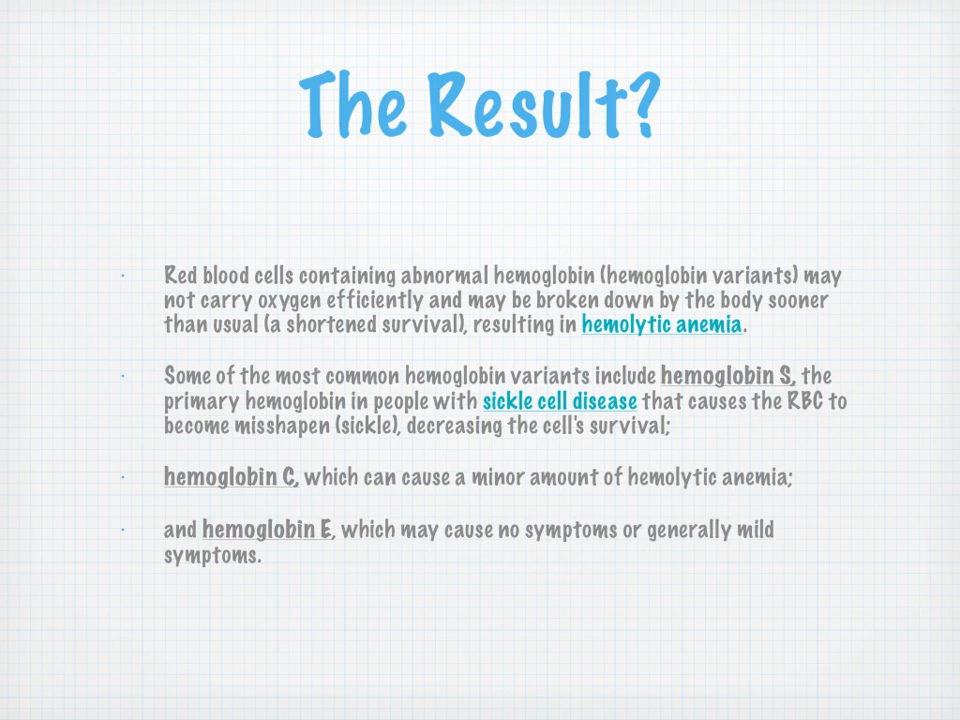 The Result?
· Red blood cells containing abnormal hemoglobin (hemoglobin variants) may
not carry oxygen efficiently and may be broken down by the body sooner
than usual (a shortened survival), resulting in hemolytic anemia.
· Some of the most common hemoglobin variants include hemoglobin S, the
primary hemoglobin in people with sickle cell disease that causes the RBC to
become misshapen (sickle), decreasing the cell's survival;
· hemoglobin C, which can cause a minor amount of hemolytic anemia;
· and hemoglobin E, which may cause no symptoms or generally mild
symptoms.